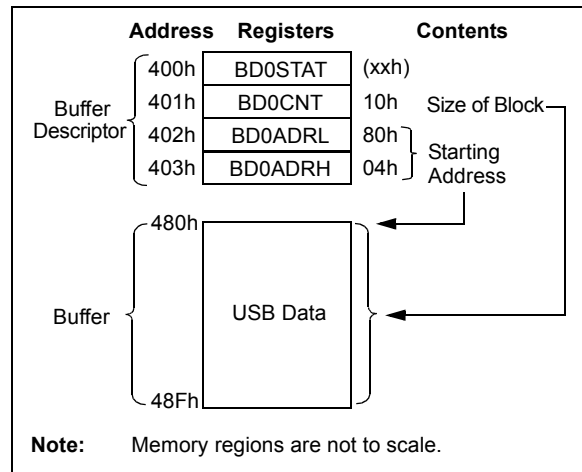 Address Registers Contents
400h BD0STAT (xxh)
401h BD0CNT 10h Size of Block
Buffer
Descriptor
402h BD0ADRL 80h
403h BD0ADRH 04h
Starting
Address
480h
Buffer USB Data
48Fh
Note: Memory regions are not to scale.